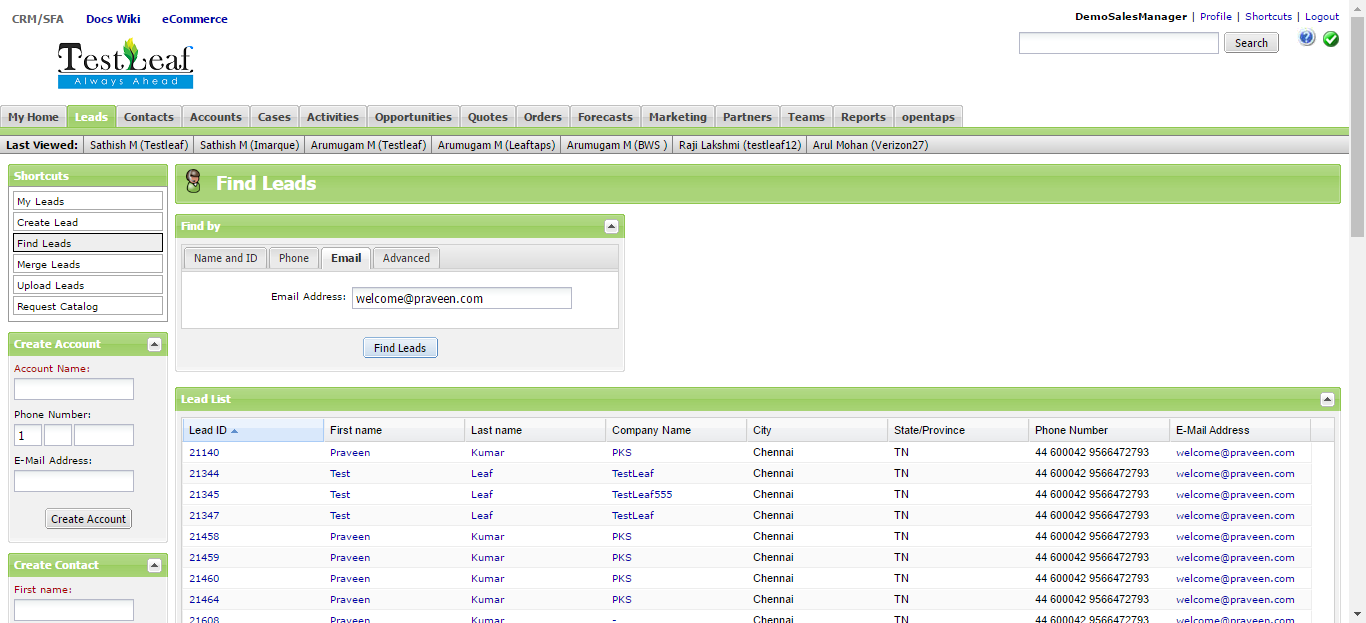 CRM/SFA Docs Wiki eCommerce
DemoSalesManager | Profile | Shortcuts | Logout
TestLeaf
Always Ahead
Search
My Home Leads Contacts Accounts Cases Activities Opportunities Quotes Orders Forecasts Marketing Partners Teams Reports opentaps
Last Viewed: Sathish M (Testleaf) Sathish M (Imarque) Arumugam M (Testleaf) Arumugam M (Leaftaps) Arumugam M (BWS ) Raji Lakshmi (testleaf12) Arul Mohan (Verizon27)
Shortcuts
My Leads
Create Lead
Find Leads
Merge Leads
Upload Leads
Request Catalog
Create Account
Account Name:
Phone Number:
1
E-Mail Address:
Create Account
Create Contact
First name:
Find Leads
Find by
Name and ID Phone Email Advanced
Email Address: welcome@praveen.com
Find Leads
Lead List
Lead ID First name Last name Company Name City State/Province Phone Number E-Mail Address
21140 Praveen Kumar PKS Chennai TN 44 600042 9566472793 welcome@praveen.com
21344 Test Leaf TestLeaf Chennai TN 44 600042 9566472793 welcome@praveen.com
21345 Test Leaf TestLeaf555 Chennai TN 44 600042 9566472793 welcome@praveen.com
21347 Test Leaf TestLeaf Chennai TN 44 600042 9566472793 welcome@praveen.com
21458 Praveen Kumar PKS Chennai TN 44 600042 9566472793 welcome@praveen.com
21459 Praveen Kumar PKS Chennai TN 44 600042 9566472793 welcome@praveen.com
21460 Praveen Kumar PKS Chennai TN 44 600042 9566472793 welcome@praveen.com
21464 Praveen Kumar PKS Chennai TN 44 600042 9566472793 welcome@praveen.com
21608 Praveen Kumar - Chennai TN 44 600042 9566472793 welcome@praveen.com